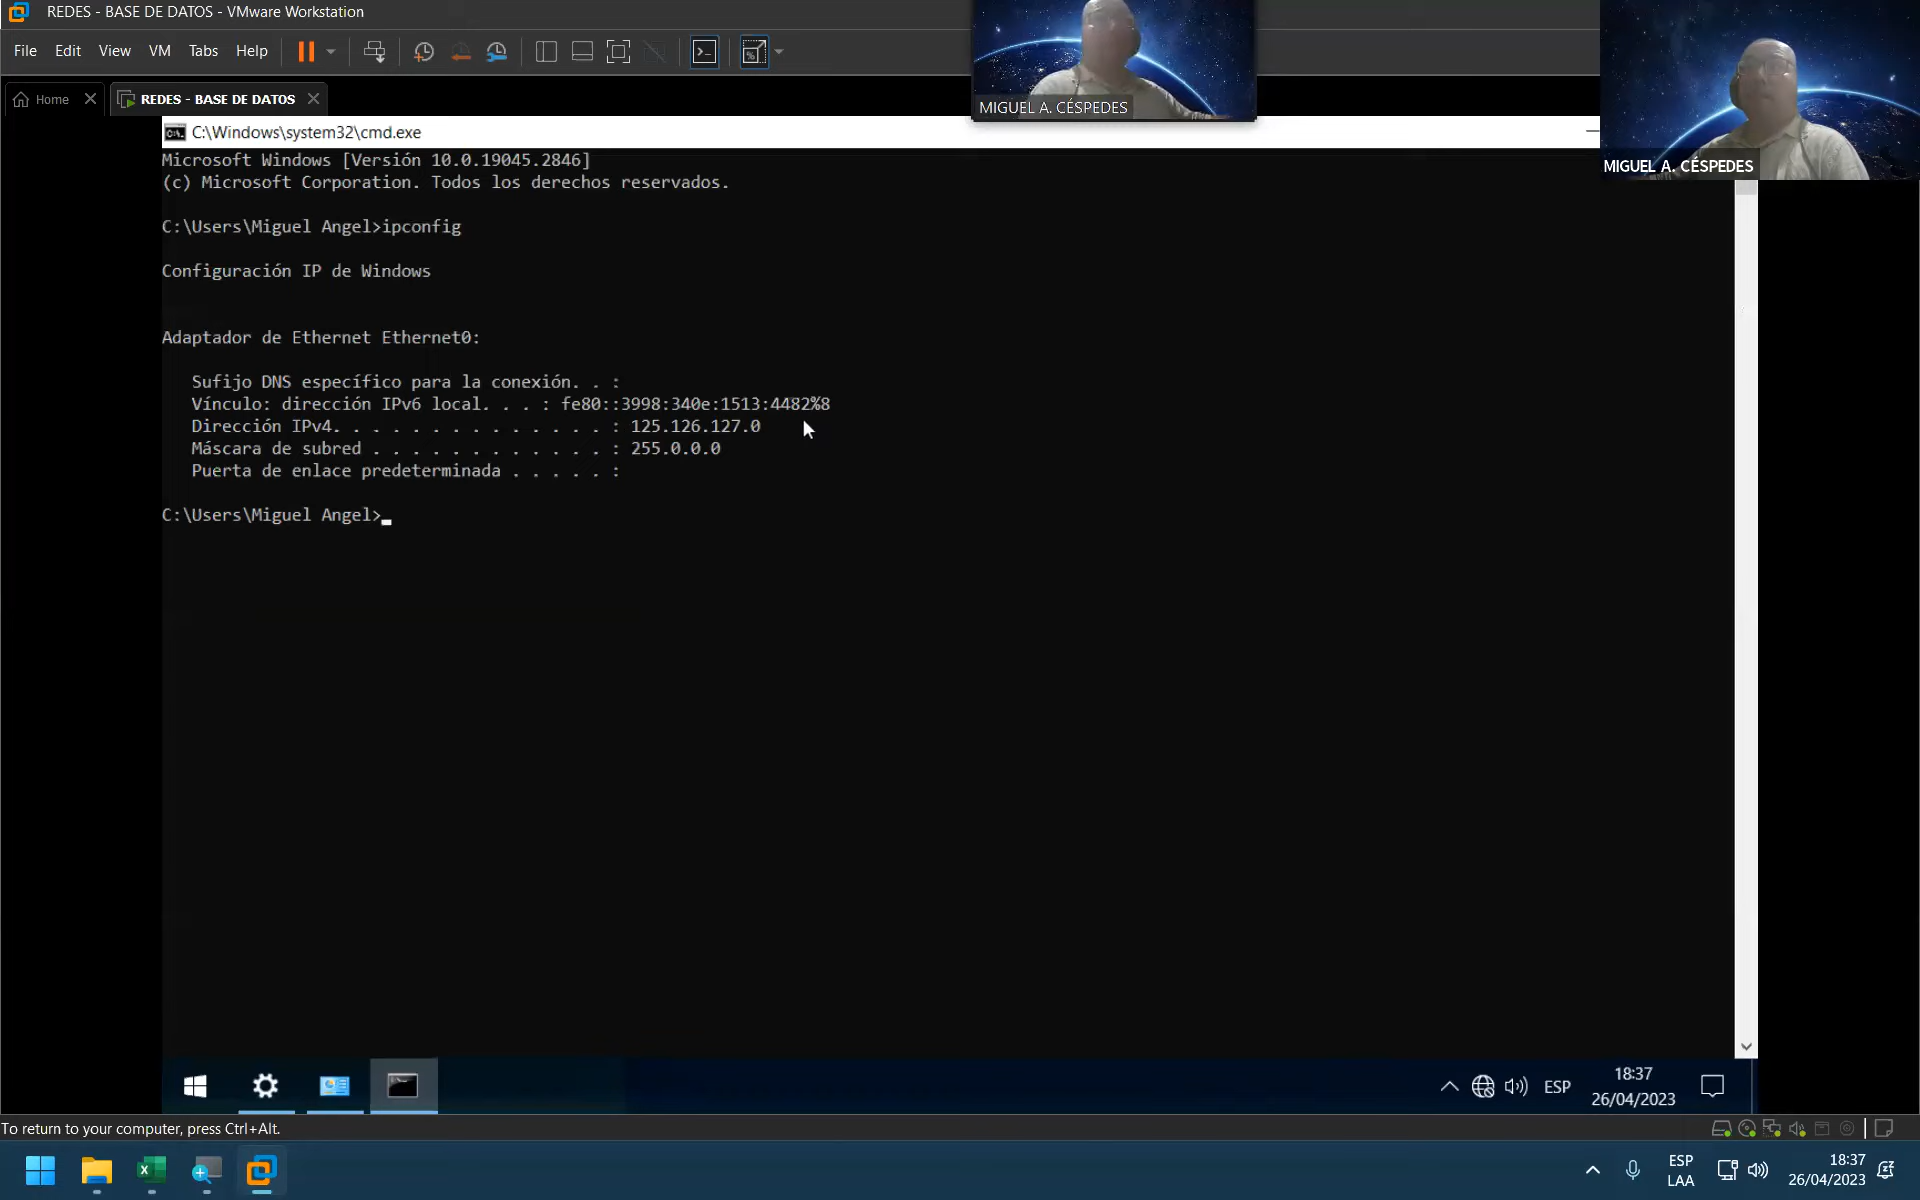 REDES - BASE DE DATOS - VMware Workstation
File Edit View VM Tabs Help
Home
REDES - BASE DE DATOS
MIGUEL A. CÉSPEDES
MIGUEL A. CÉSPEDES
C:\Windows\system32\cmd.exe
Microsoft Windows [Versión 10.0.19045.2846]
(c) Microsoft Corporation. Todos los derechos reservados.
C:\Users\Miguel Angel>ipconfig
Configuración IP de Windows
Adaptador de Ethernet Ethernet0:
Sufijo DNS específico para la conexión. . :
Vínculo: dirección IPv6 local. . . : fe80::3998:340e:1513:4482%8
Dirección IPv4. . . . . . . . . . . . . . : 125.126.127.0
Máscara de subred . . . . . . . . . . . . : 255.0.0.0
Puerta de enlace predeterminada . . . . . :
C:\Users\Miguel Angel>_
ESP
18:37
26/04/2023
To return to your computer, press Ctrl+Alt.
ESP
LAA
18:37
26/04/2023